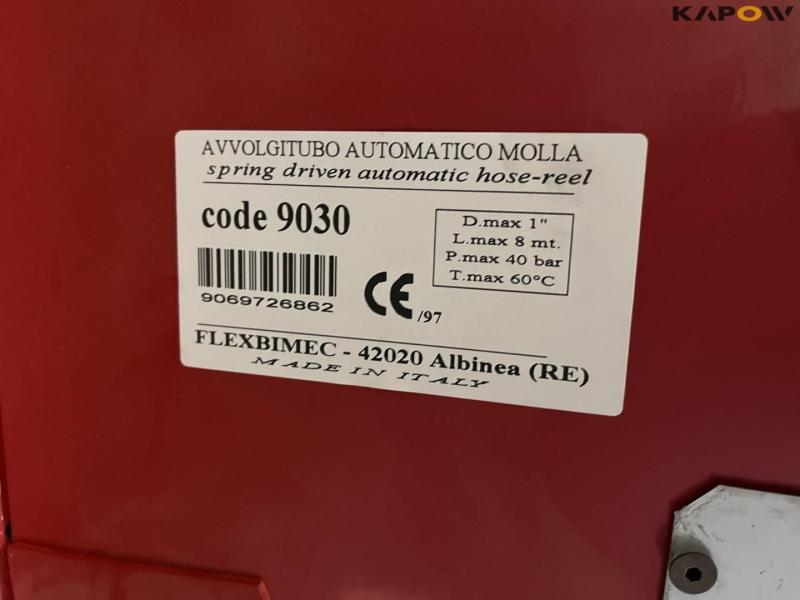 KAPOW
AVVOLGITUBO AUTOMATICO MOLLA
spring driven automatic hose-reel
code 9030
D.max 1"
L.max 8 mt.
P.max 40 bar
T.max 60°C
9069726862
CE /97
FLEXBIMEC - 42020 Albinea (RE)
MADE IN ITALY